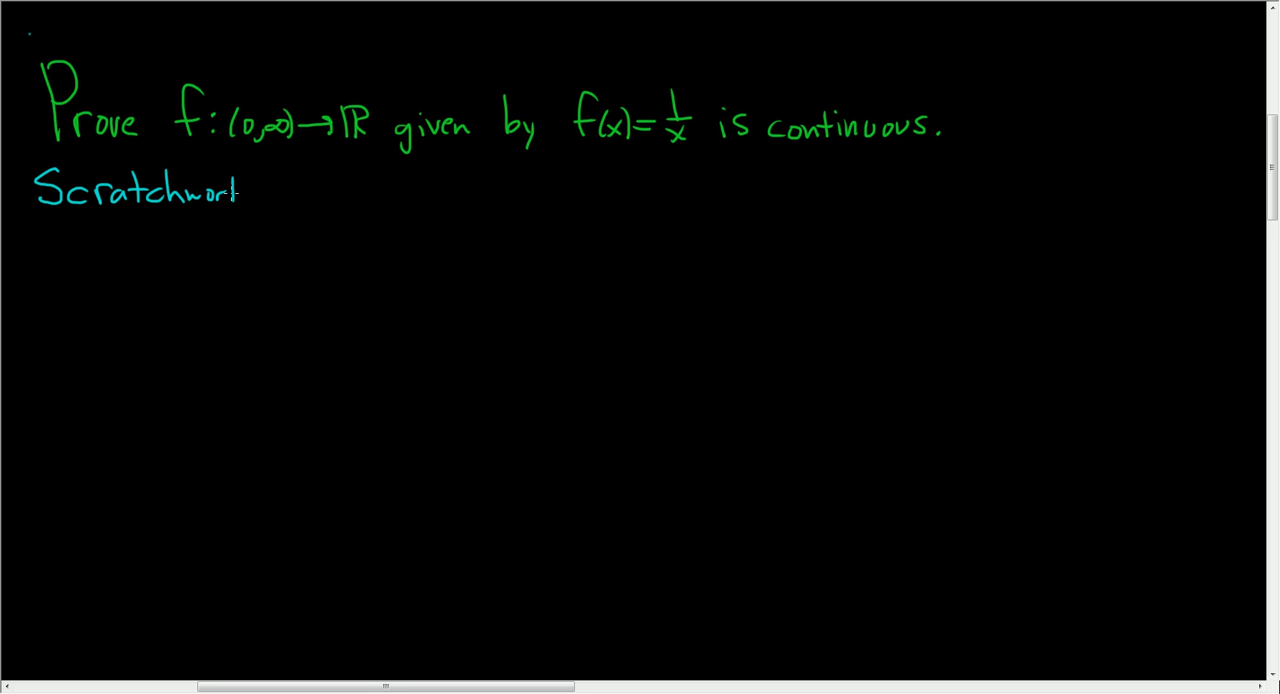 Prove f: (0,∞)→ℝ given by f(x)=1/x is continuous.
Scratchwork